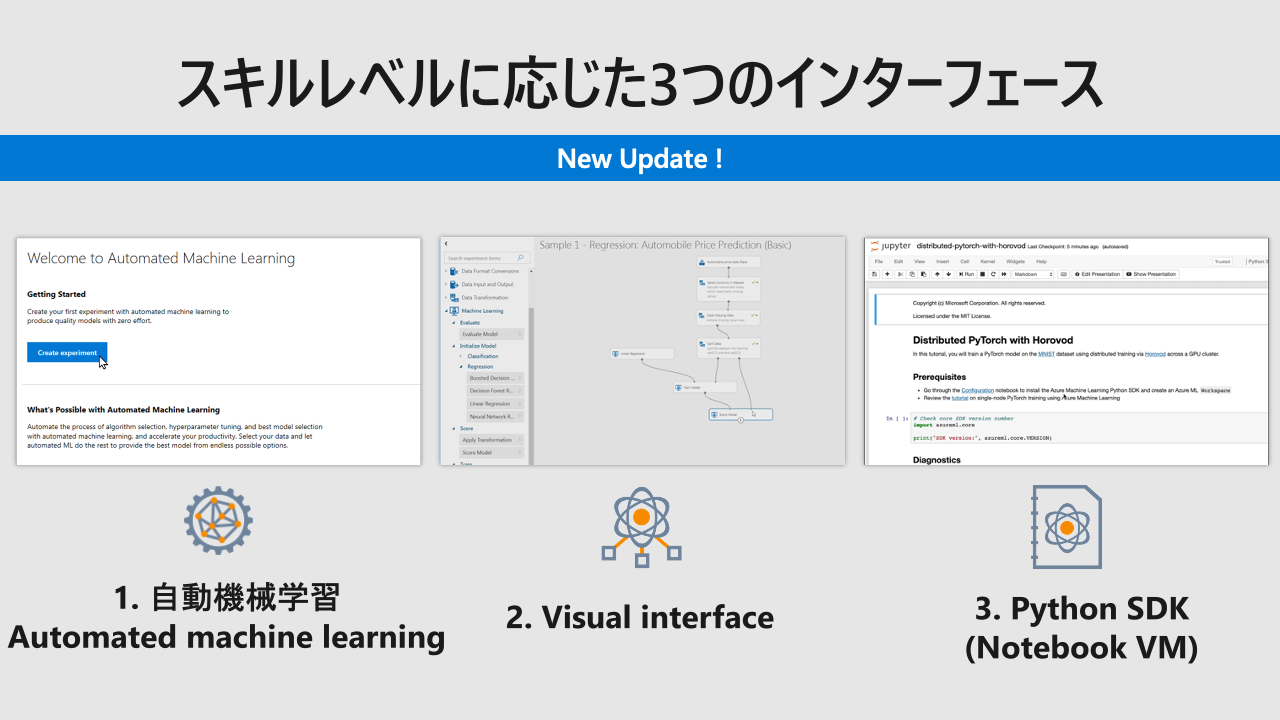 スキルレベルに応じた3つのインターフェース
New Update !
Welcome to Automated Machine Learning
Getting Started
Create your first experiment with automated machine learning to
produce quality models with zero effort.
Create experiment
What's Possible with Automated Machine Learning
Automate the process of algorithm selection, hyperparameter tuning, and best model selection
with automated machine learning, and accelerate your productivity. Select your data and let
automated ML do the rest to provide the best model from endless possible options.
Sample 1 - Regression: Automobile Price Prediction (Basic)
Search experiment items
Data Format Conversions
Data Input and Output
Data Transformation
Machine Learning
Evaluate
Evaluate Model
Initialize Model
Classification
Regression
Boosted Decision ...
Decision Forest R...
Linear Regression
Neural Network R...
Score
Apply Transformation
Score Model
Train
Automobile price data (Raw)
Clean Missing Data
Split Data
Linear Regression
Train Model
Score Model
jupyter distributed-pytorch-with-horovod Last Checkpoint: 5 minutes ago (autosaved)
File Edit View Insert Cell Kernel Widgets Help Trusted Python 3
Run Markdown Edit Presentation Show Presentation
Copyright (c) Microsoft Corporation. All rights reserved.
Licensed under the MIT License.
Distributed PyTorch with Horovod
In this tutorial, you will train a PyTorch model on the MNIST dataset using distributed training via Horovod across a GPU cluster.
Prerequisites
• Go through the Configuration notebook to install the Azure Machine Learning Python SDK and create an Azure ML Workspace
• Review the tutorial on single-node PyTorch training using Azure Machine Learning
In [ ]: # Check core SDK version number
import azureml.core
print("SDK version:", azureml.core.VERSION)
Diagnostics
1. 自動機械学習
Automated machine learning
2. Visual interface
3. Python SDK
(Notebook VM)